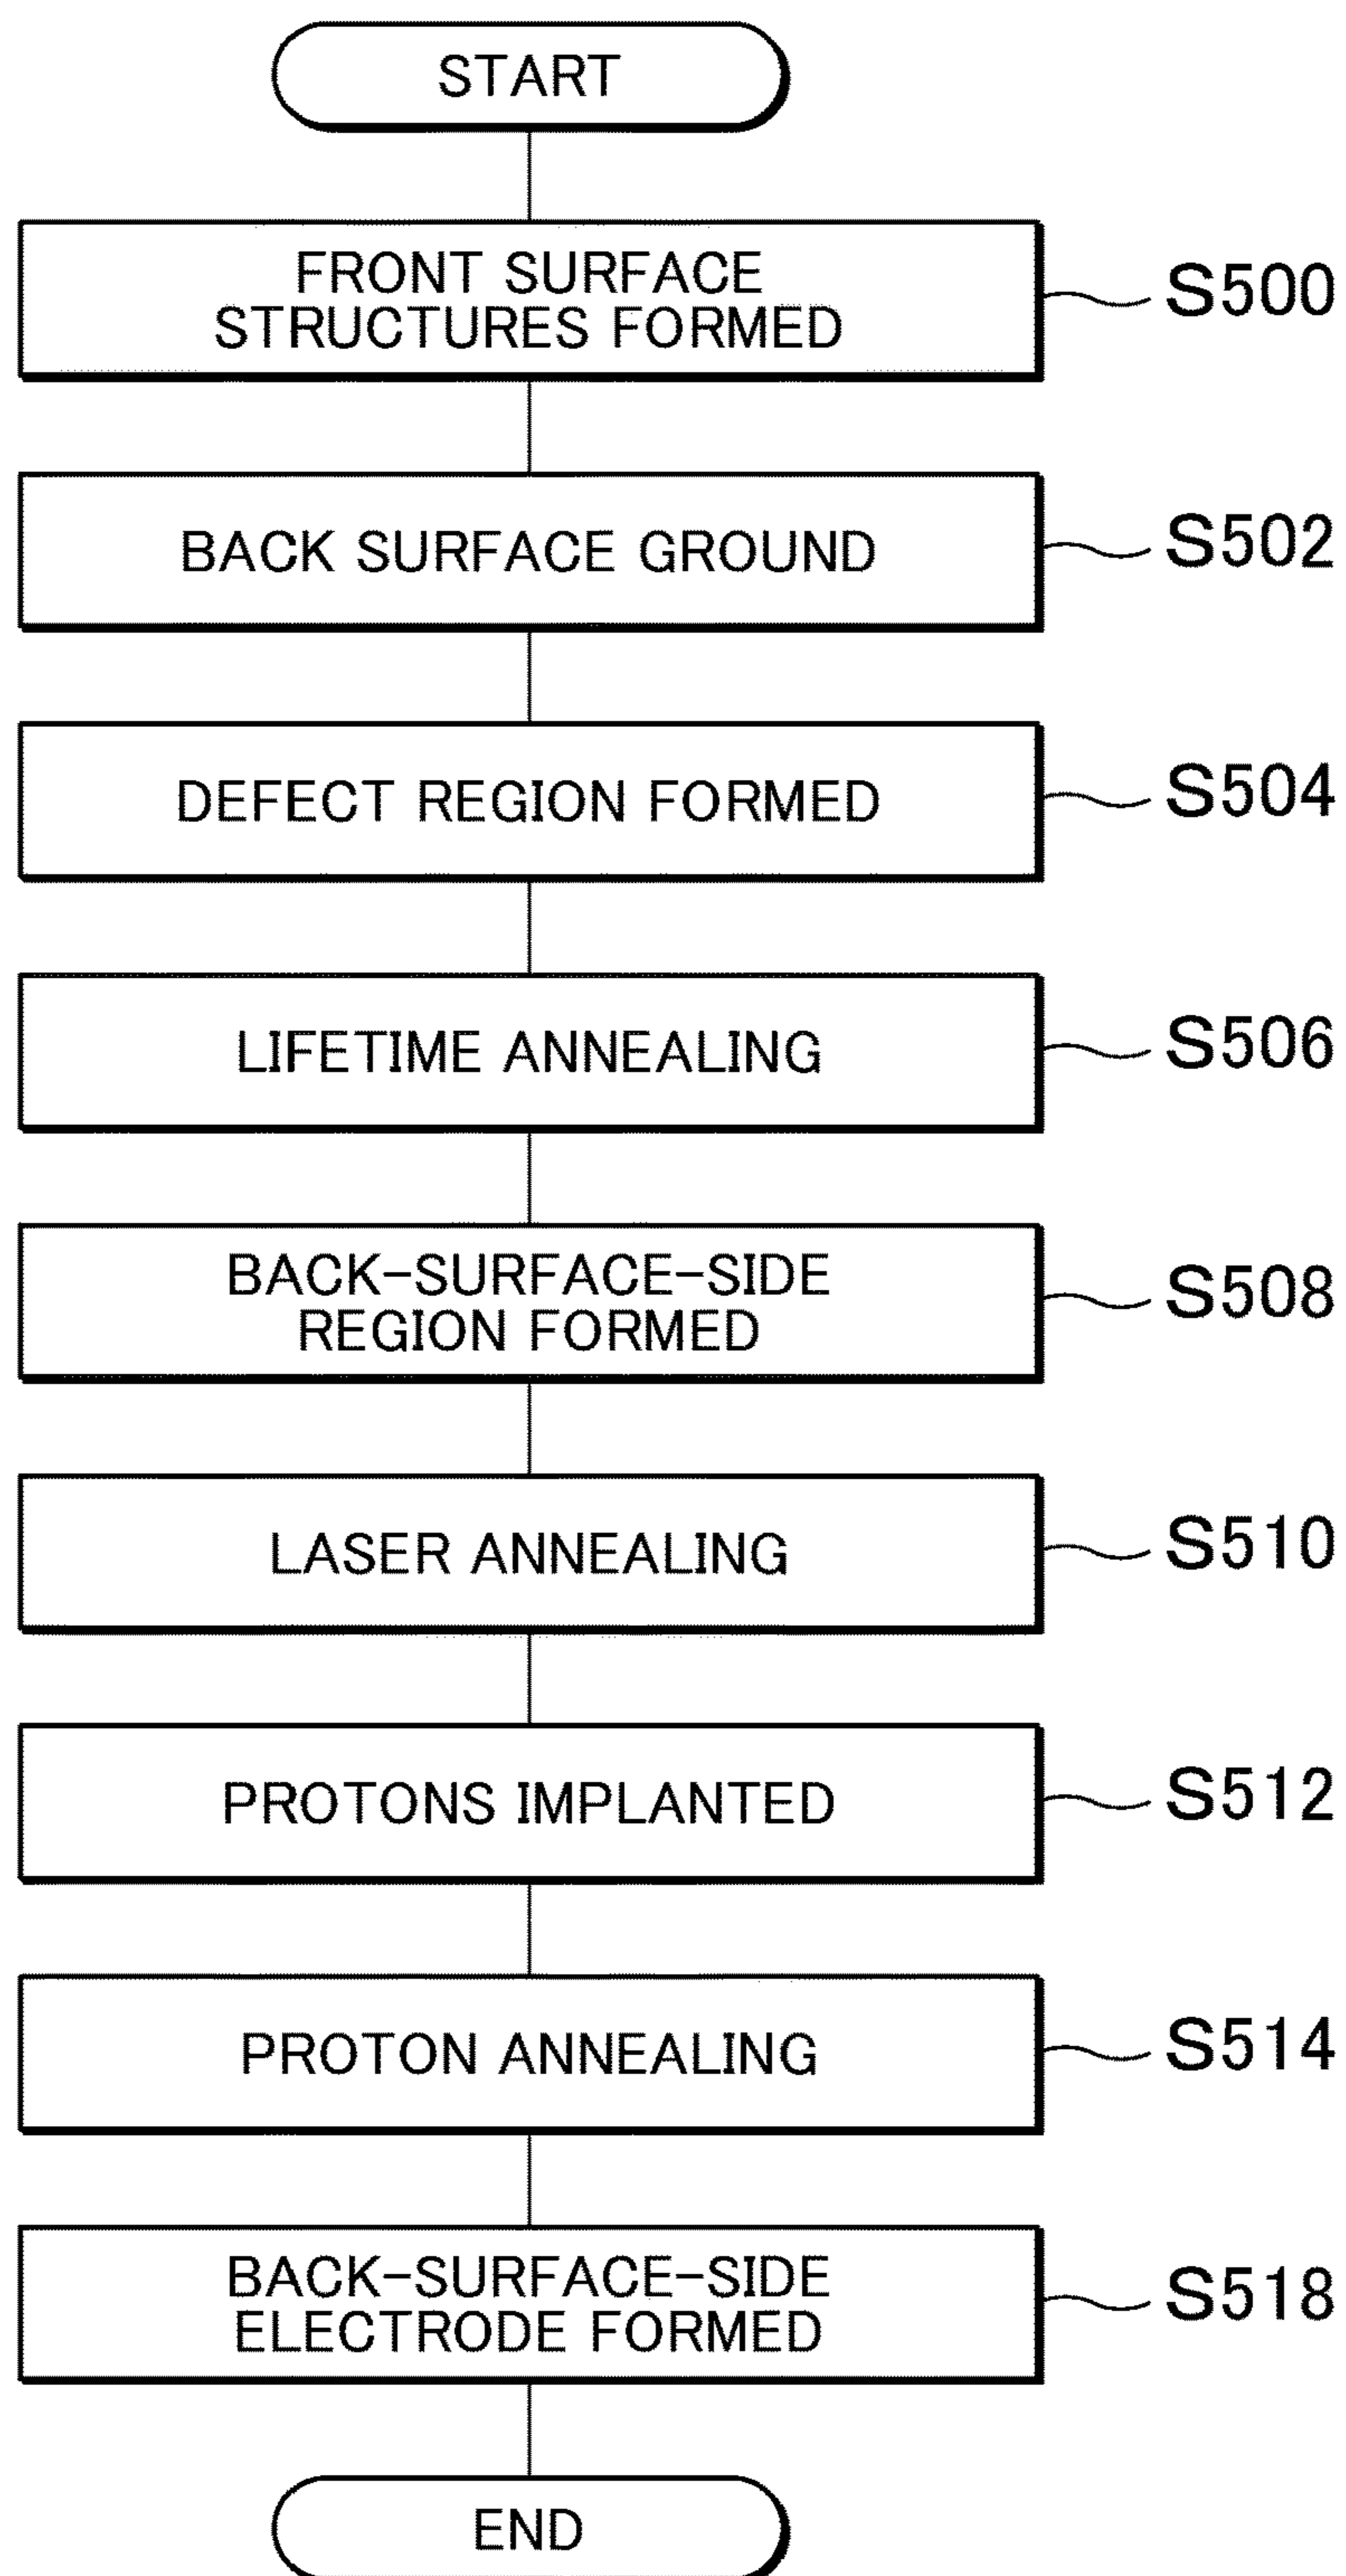 START
FRONT SURFACE
STRUCTURES FORMED
S500
BACK SURFACE GROUND
S502
DEFECT REGION FORMED
S504
LIFETIME ANNEALING
S506
BACK-SURFACE-SIDE
REGION FORMED
S508
LASER ANNEALING
S510
PROTONS IMPLANTED
S512
PROTON ANNEALING
S514
BACK-SURFACE-SIDE
ELECTRODE FORMED
S518
END